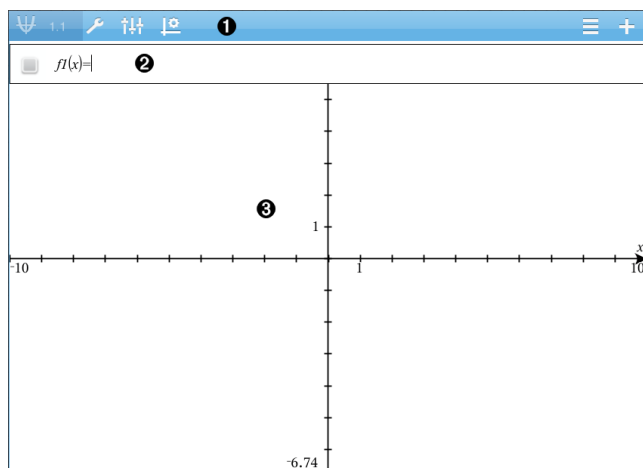 1.1 ❶
f1(x)= ❷
❸
1
x
-10 1 10
-6.74